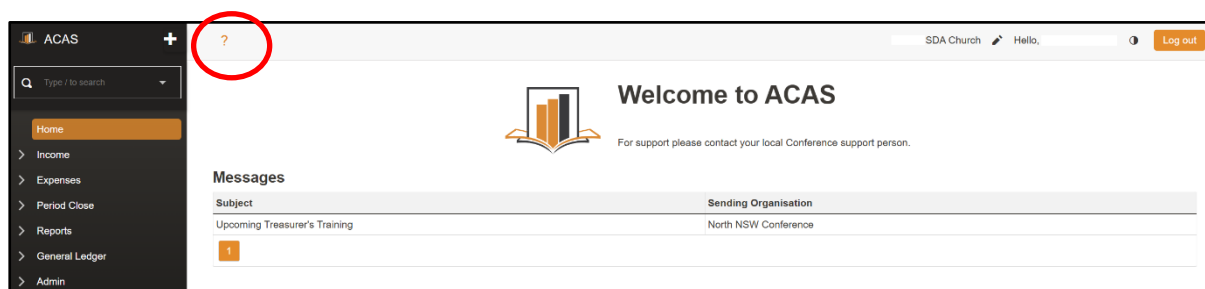 ACAS +
?
SDA Church Hello,
Log out
Type / to search
Home
Income
Expenses
Period Close
Reports
General Ledger
Admin
Welcome to ACAS
For support please contact your local Conference support person.
Messages
Subject Sending Organisation
Upcoming Treasurer's Training North NSW Conference
1